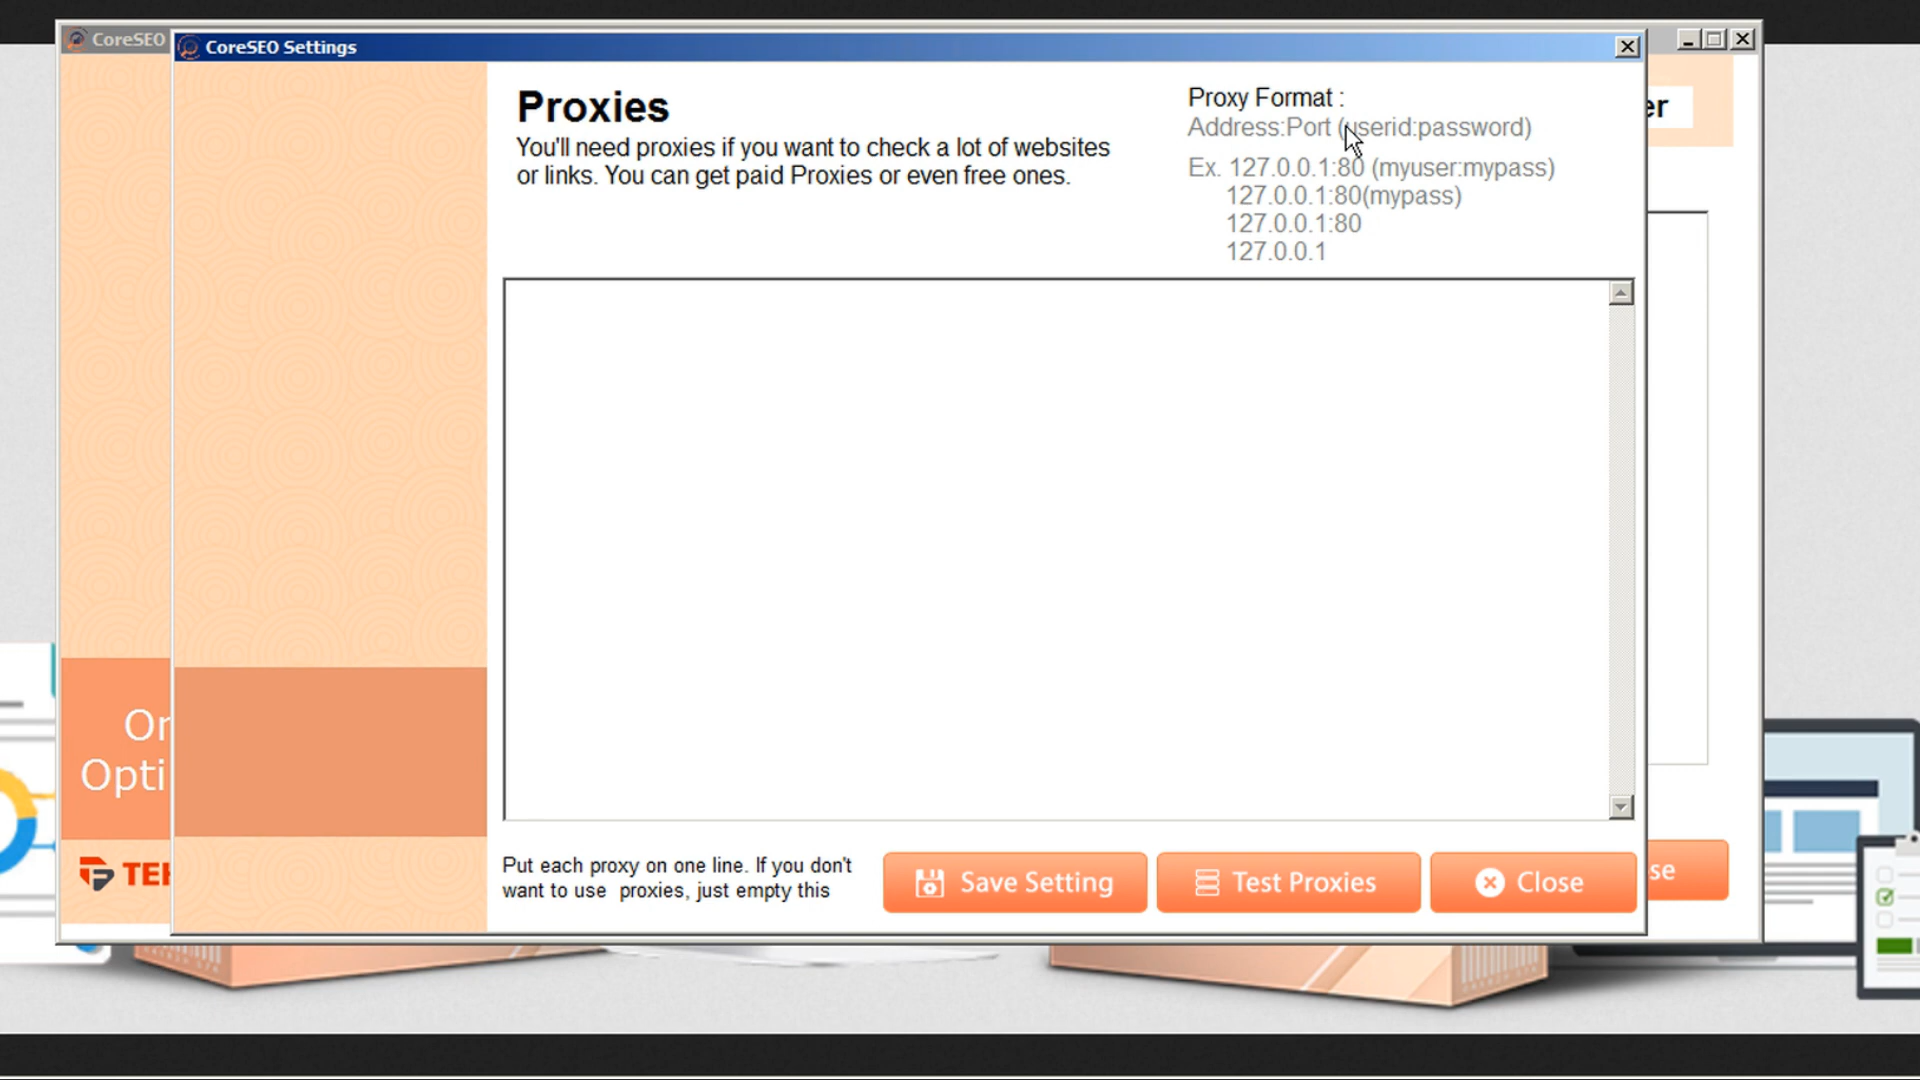 CoreSEO
CoreSEO Settings
Proxies
You'll need proxies if you want to check a lot of websites
or links. You can get paid Proxies or even free ones.
Proxy Format :
Address:Port (userid:password)
Ex. 127.0.0.1:80 (myuser:mypass)
127.0.0.1:80(mypass)
127.0.0.1:80
127.0.0.1
er
Or
Opti
TEK
Put each proxy on one line. If you don't
want to use proxies, just empty this
Save Setting
Test Proxies
Close
se